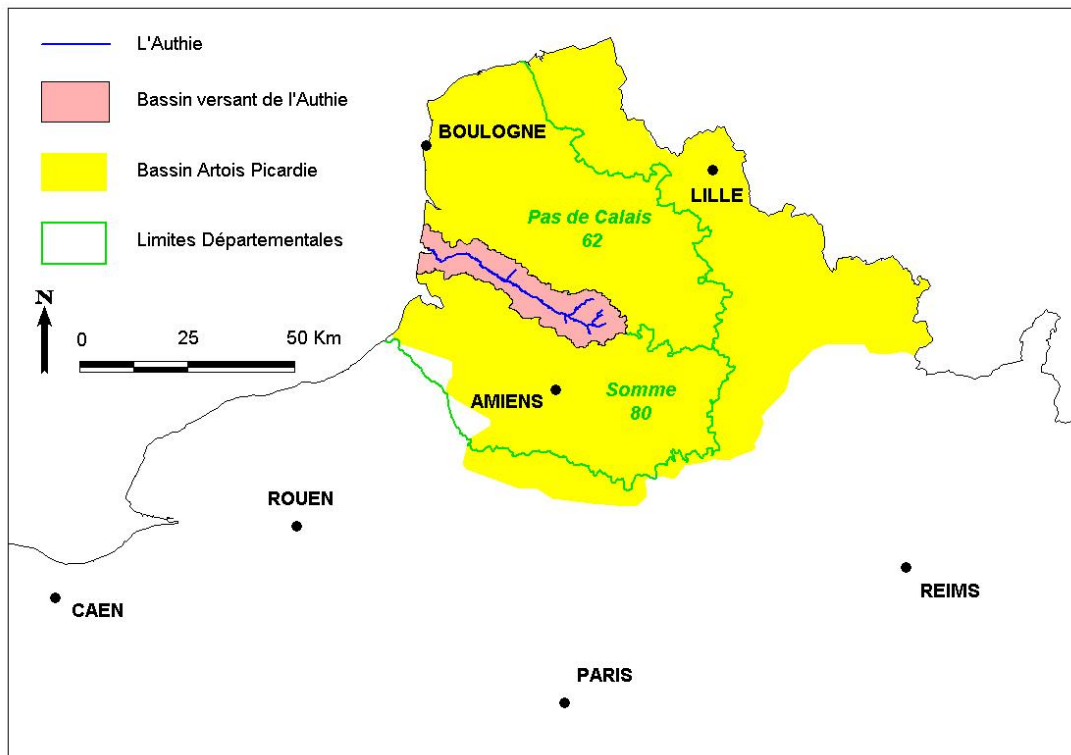 L'Authie
Bassin versant de l'Authie
Bassin Artois Picardie
Limites Départementales
N
0 25 50 Km
BOULOGNE
LILLE
Pas de Calais
62
AMIENS
Somme
80
ROUEN
CAEN
REIMS
PARIS